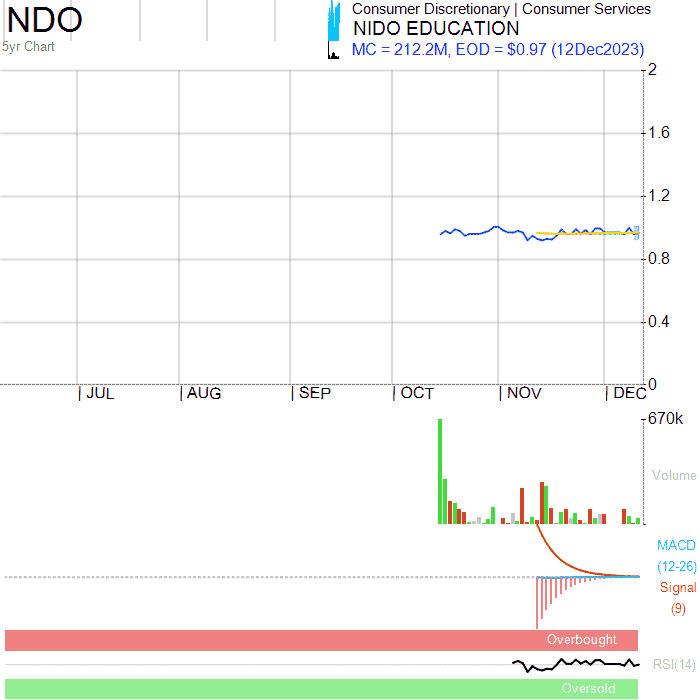 NDO
Consumer Discretionary | Consumer Services
NIDO EDUCATION
5yr Chart
MC = 212.2M, EOD = $0.97 (12Dec2023)
2
1.6
1.2
0.8
0.4
0
| JUL | AUG | SEP | OCT | NOV | DEC
670k
Volume
MACD
(12-26)
Signal
(9)
Overbought
RSI(14)
Oversold